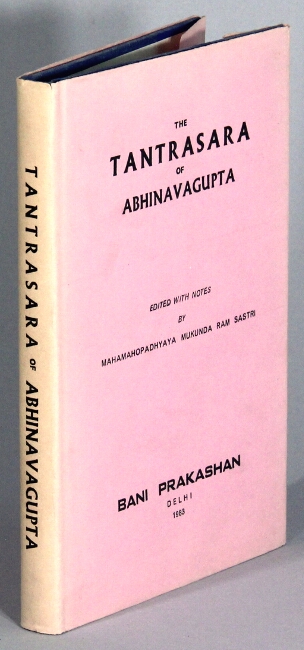 THE
TANTRASARA
OF
ABHINAVAGUPTA
EDITED WITH NOTES
BY
MAHAMAHOPADHYAYA MUKUNDA RAM SASTRI
BANI PRAKASHAN
DELHI
1983
TANTRASARA OF ABHINAVAGUPTA